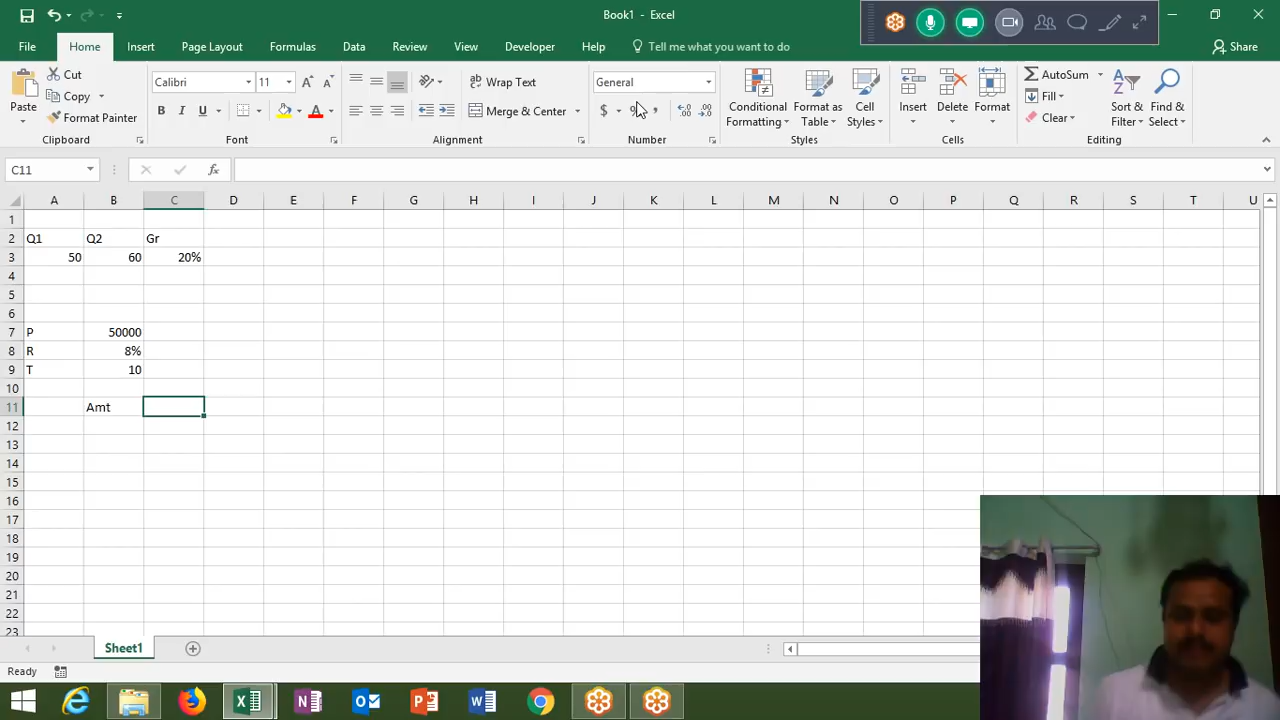 Book1 - Excel
File Home Insert Page Layout Formulas Data Review View Developer Help Tell me what you want to do Share
Paste Cut Copy Format Painter Clipboard
Calibri 11 B I U A Font
Wrap Text Merge & Center Alignment
General $ % , Number
Conditional Formatting Format as Table Cell Styles Styles
Insert Delete Format Cells
AutoSum Fill Clear Sort & Filter Find & Select Editing
C11 fx
A B C D E F G H I J K L M N O P Q R S T U
1
2 Q1 Q2 Gr
3 50 60 20%
4
5
6
7 P 50000
8 R 8%
9 T 10
10
11 Amt
12
13
14
15
16
17
18
19
20
21
22
23
Sheet1
Ready